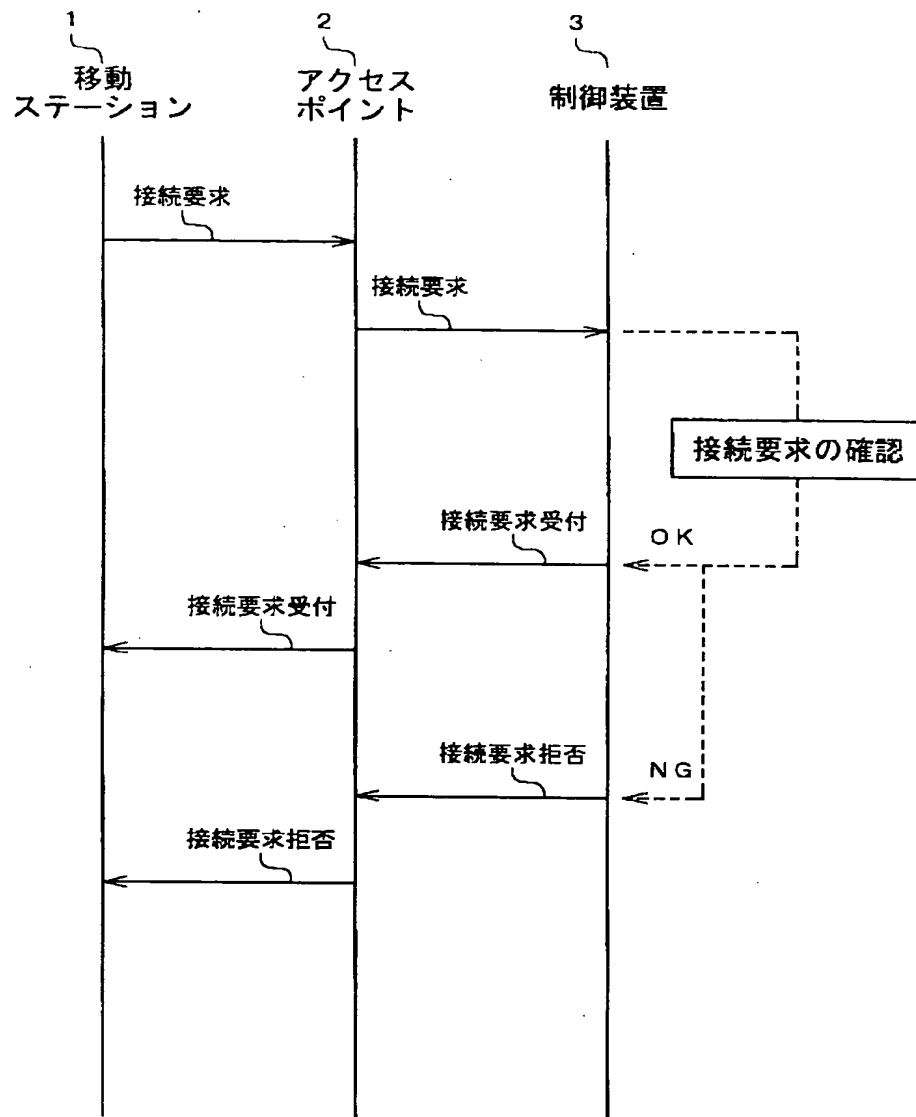 1
2
3
移動
ステーション
アクセス
ポイント
制御装置
接続要求
接続要求
接続要求の確認
接続要求受付
OK
接続要求受付
接続要求拒否
NG
接続要求拒否